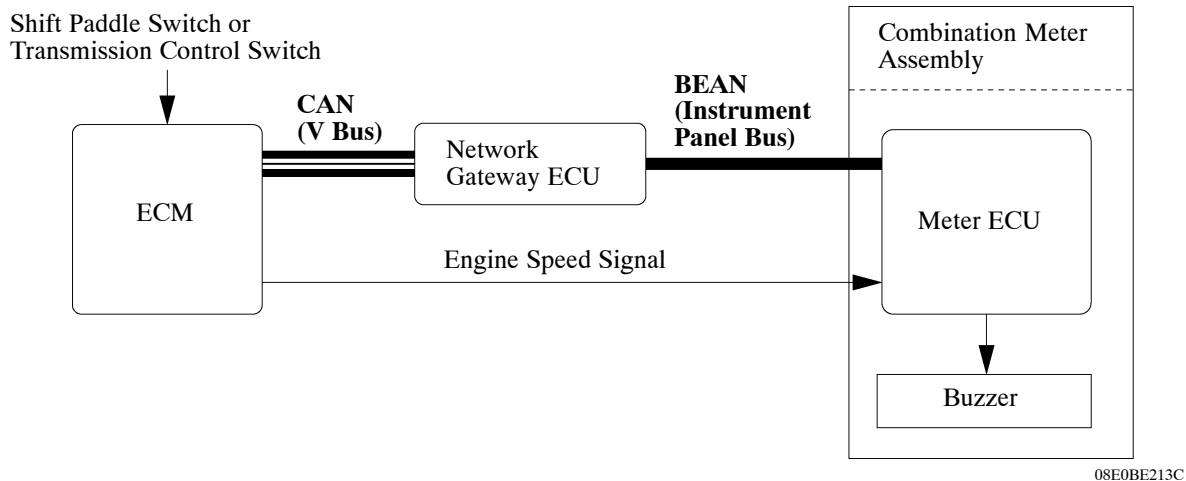 Shift Paddle Switch or
Transmission Control Switch
Combination Meter
Assembly
CAN
(V Bus)
BEAN
(Instrument
Panel Bus)
Network
Gateway ECU
ECM
Meter ECU
Engine Speed Signal
Buzzer
08E0BE213C